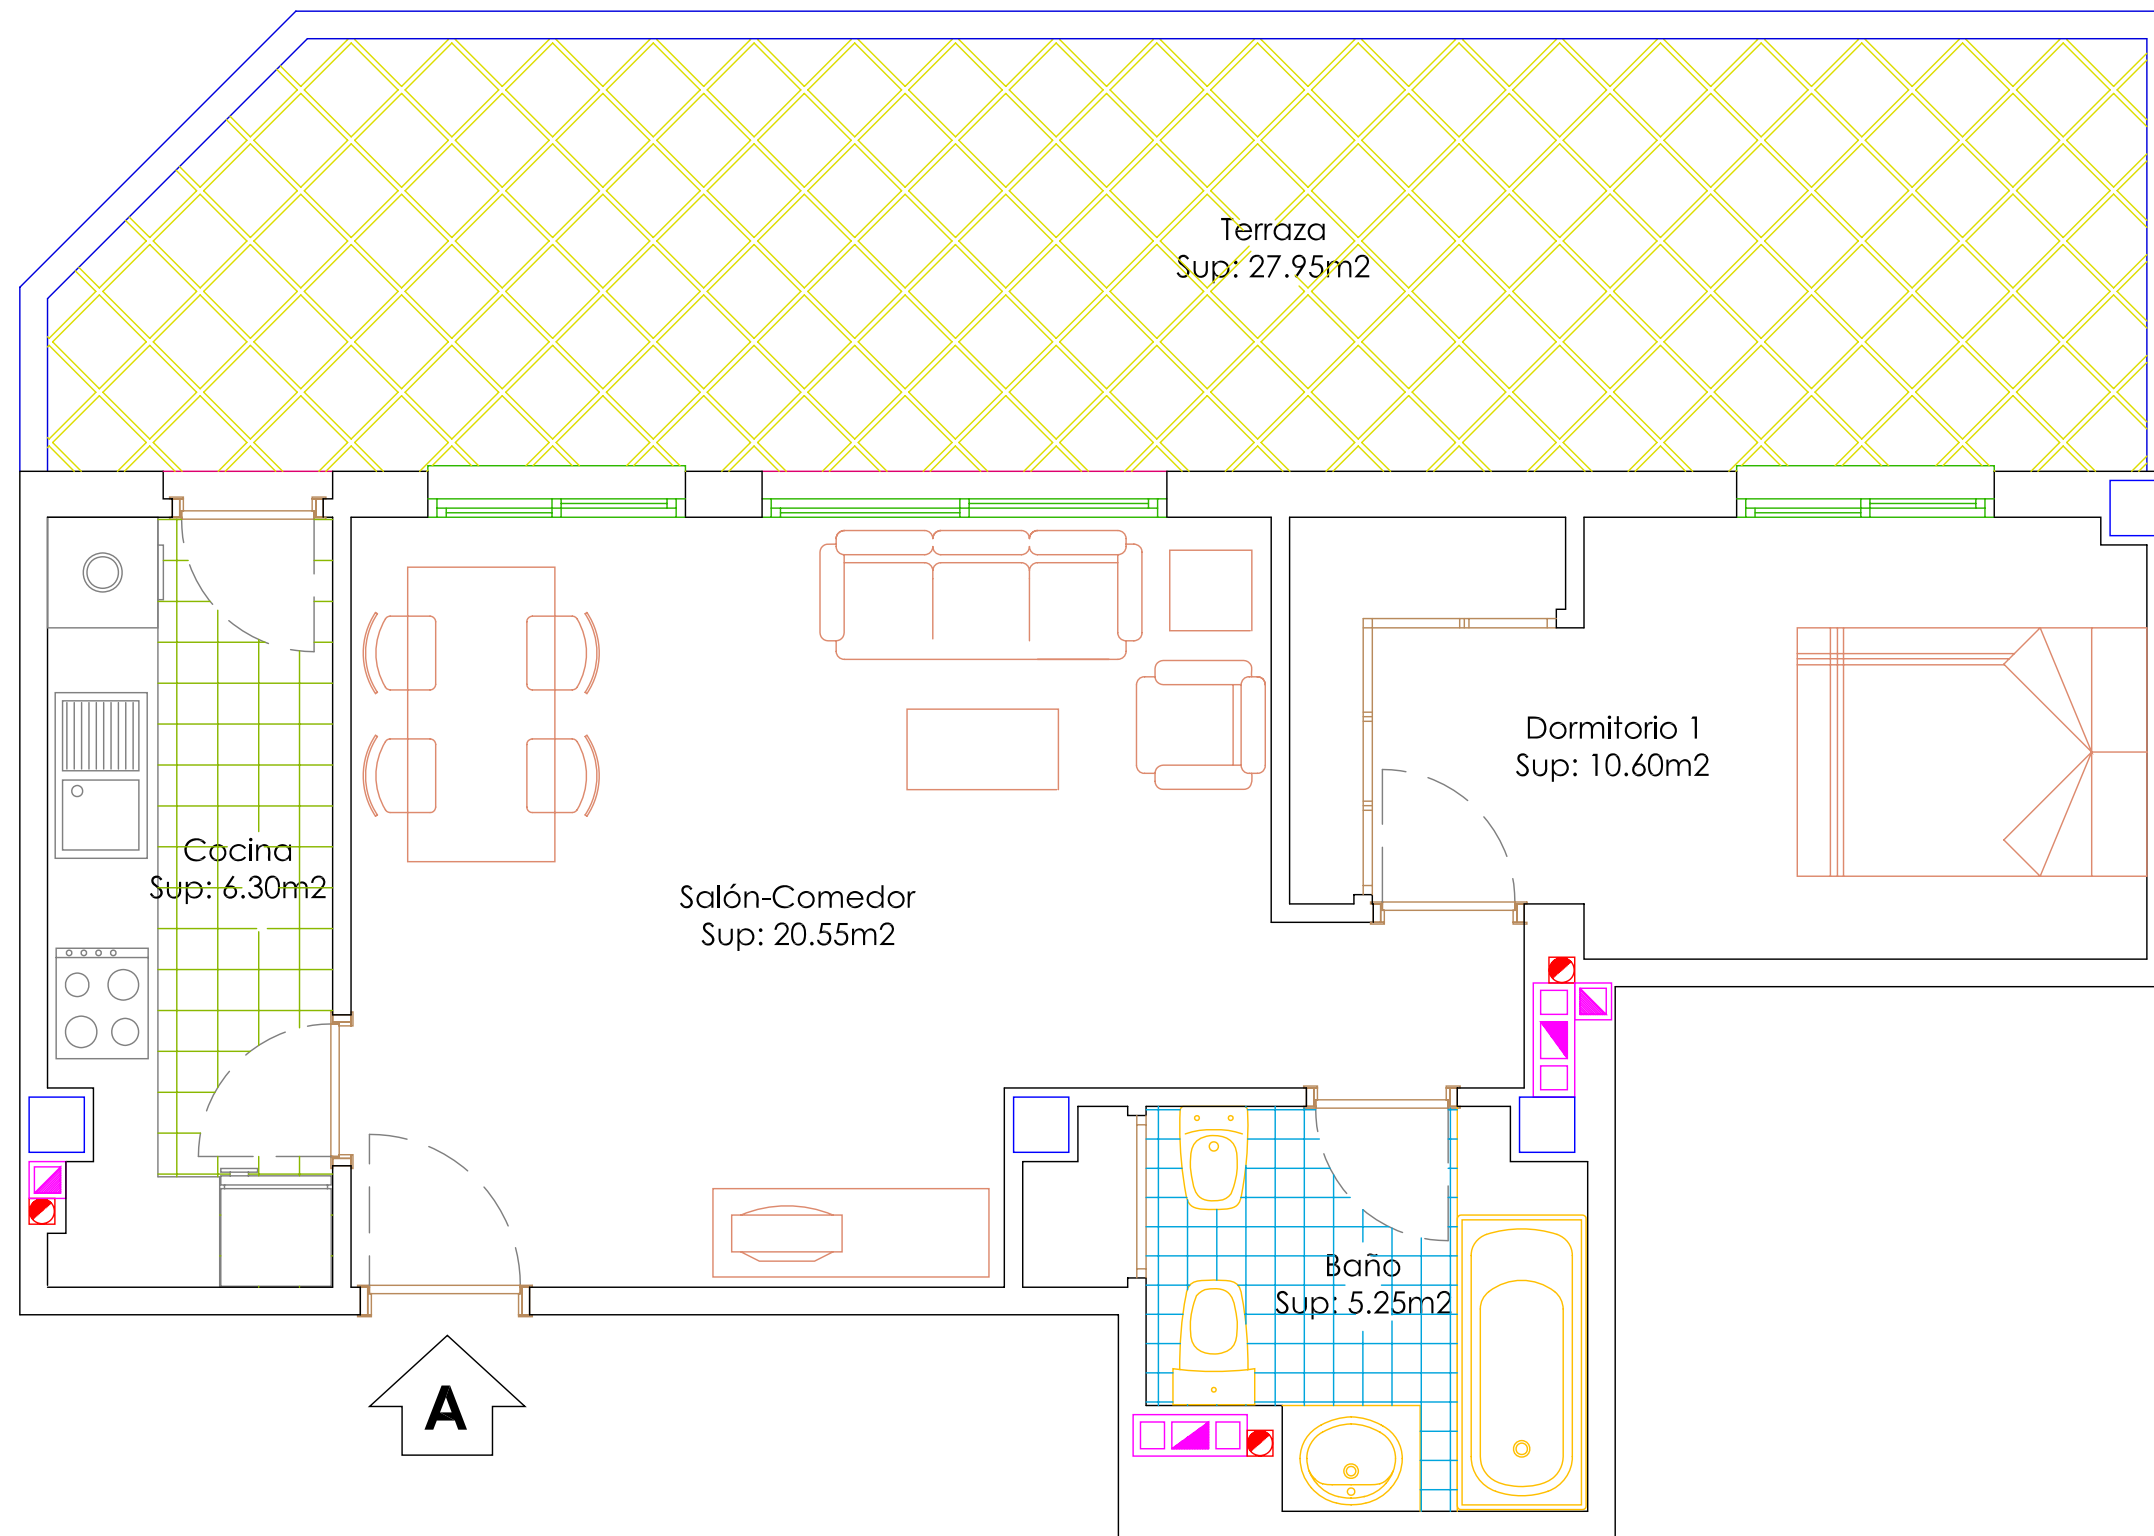 Terraza
Sup: 27.95m2
Dormitorio 1
Sup: 10.60m2
Cocina
Sup: 6.30m2
Salón-Comedor
Sup: 20.55m2
Baño
Sup: 5.25m2
A